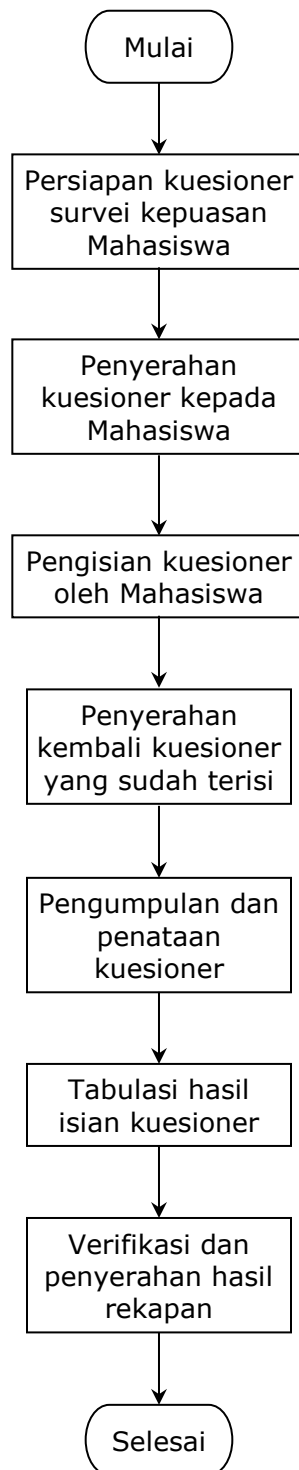 Mulai
Persiapan kuesioner
survei kepuasan
Mahasiswa
Penyerahan
kuesioner kepada
Mahasiswa
Pengisian kuesioner
oleh Mahasiswa
Penyerahan
kembali kuesioner
yang sudah terisi
Pengumpulan dan
penataan
kuesioner
Tabulasi hasil
isian kuesioner
Verifikasi dan
penyerahan hasil
rekapan
Selesai